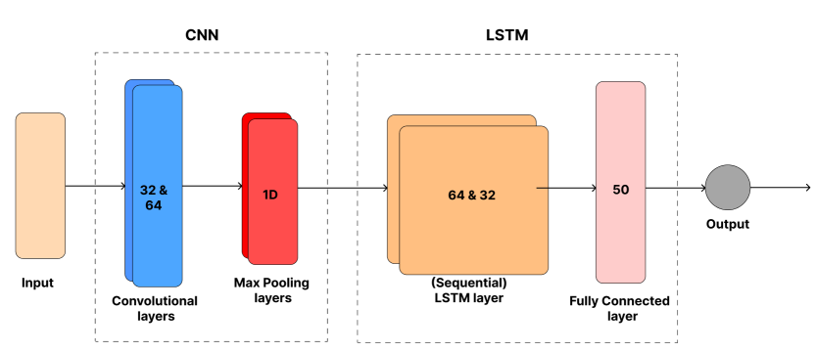 CNN
LSTM
32 &
64
1D
64 & 32
50
Input
Convolutional
layers
Max Pooling
layers
(Sequential)
LSTM layer
Fully Connected
layer
Output